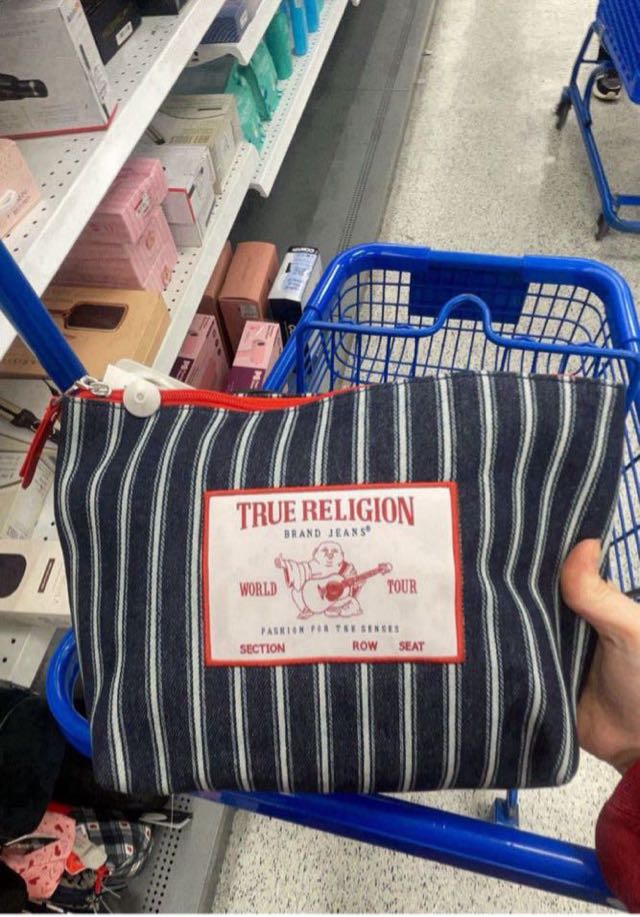 TRUE RELIGION
BRAND JEANS®
WORLD TOUR
FASHION FOR THE SENSES
SECTION ROW SEAT